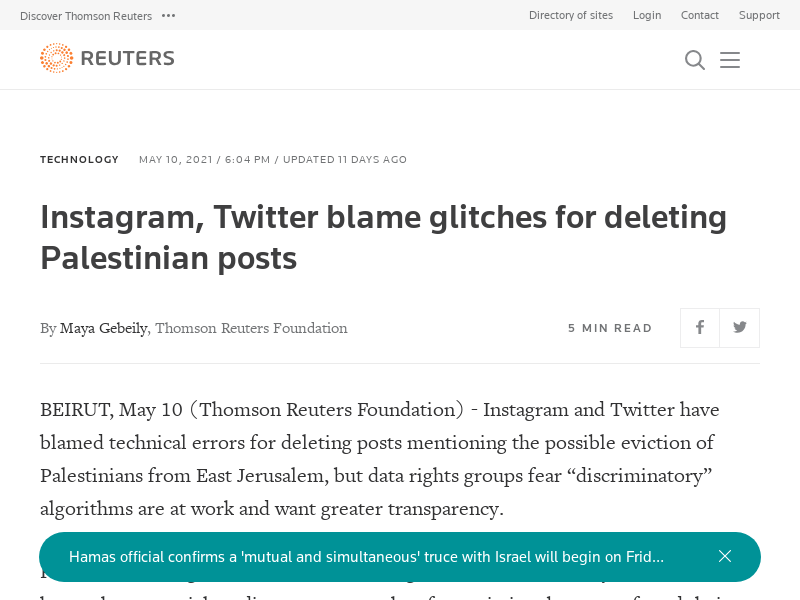 Discover Thomson Reuters
Directory of sites Login Contact Support
REUTERS
TECHNOLOGY MAY 10, 2021 / 6:04 PM / UPDATED 11 DAYS AGO
Instagram, Twitter blame glitches for deleting
Palestinian posts
By Maya Gebeily, Thomson Reuters Foundation
5 MIN READ
BEIRUT, May 10 (Thomson Reuters Foundation) - Instagram and Twitter have
blamed technical errors for deleting posts mentioning the possible eviction of
Palestinians from East Jerusalem, but data rights groups fear “discriminatory”
algorithms are at work and want greater transparency.
Hamas official confirms a 'mutual and simultaneous' truce with Israel will begin on Frid...